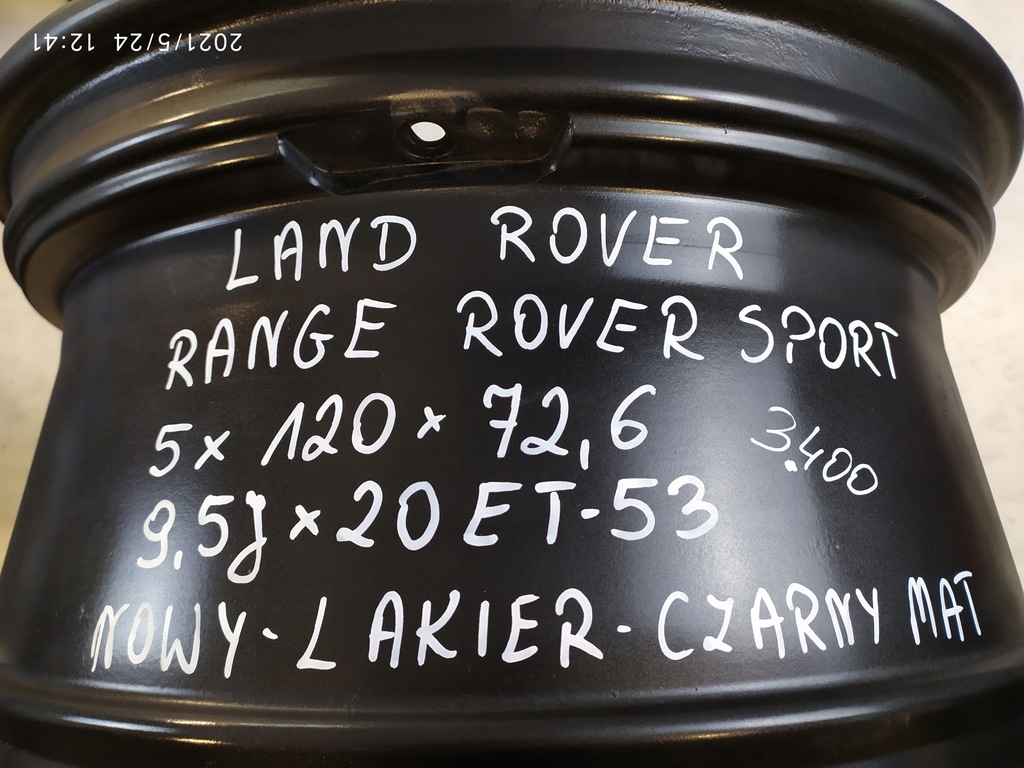 2021/5/24 12:41
LAND ROVER
RANGE ROVER SPORT
5x 120 x 72,6
3.400
9,5J x 20 ET-53
NOWY-LAKIER-CZARNY MAT